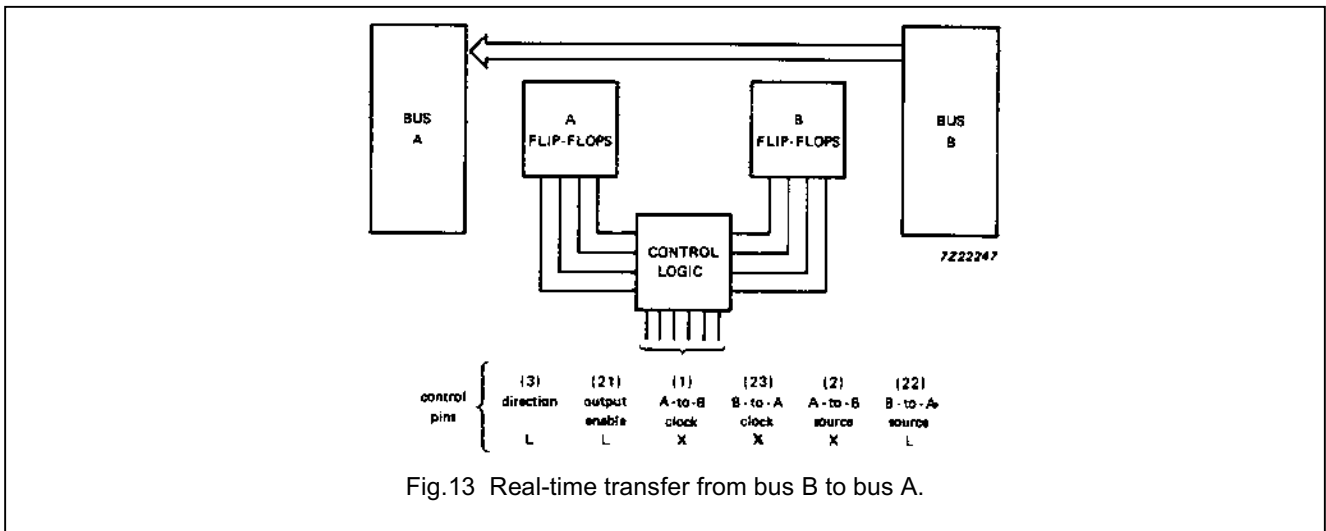 BUS
A
A
FLIP-FLOPS
B
FLIP-FLOPS
BUS
B
CONTROL
LOGIC
7Z22247
control
pins
(3) (21) (1) (23) (2) (22)
direction output A-to-B B-to-A A-to-B B-to-A
enable clock clock source source
L L X X X L
Fig.13 Real-time transfer from bus B to bus A.